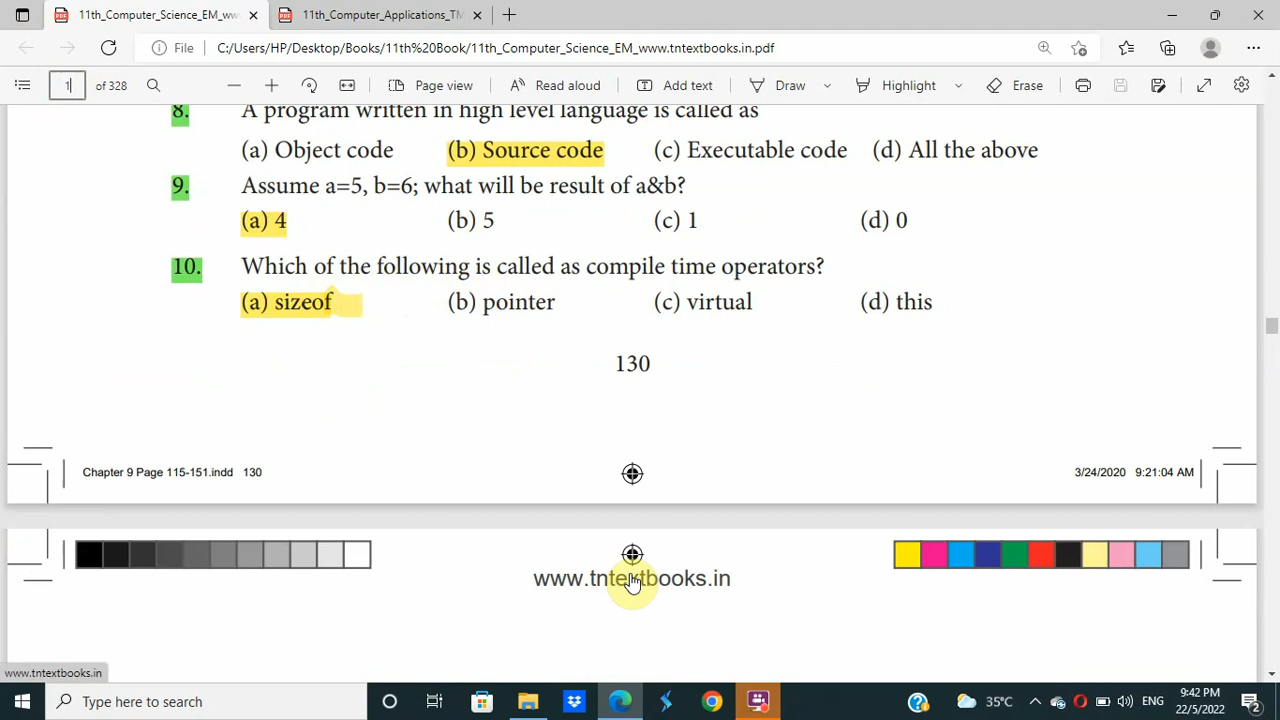 11th_Computer_Science_EM_ww
11th_Computer_Applications_TM
File
C:/Users/HP/Desktop/Books/11th%20Book/11th_Computer_Science_EM_www.tntextbooks.in.pdf
1 of 328
Page view
Read aloud
Add text
Draw
Highlight
Erase
8. A program written in high level language is called as
(a) Object code (b) Source code (c) Executable code (d) All the above
9. Assume a=5, b=6; what will be result of a&b?
(a) 4 (b) 5 (c) 1 (d) 0
10. Which of the following is called as compile time operators?
(a) sizeof (b) pointer (c) virtual (d) this
130
Chapter 9 Page 115-151.indd 130
3/24/2020 9:21:04 AM
www.tntextbooks.in
www.tntextbooks.in
Type here to search
35°C
ENG
9:42 PM
22/5/2022
2